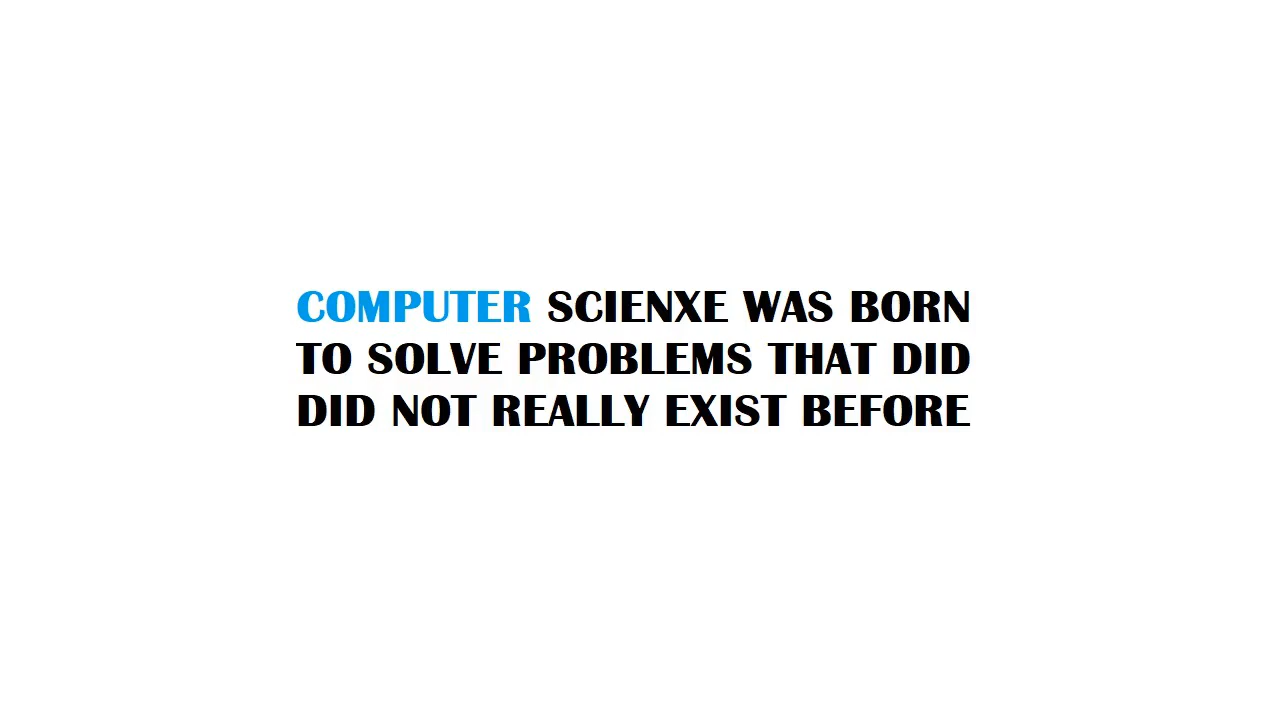 COMPUTER SCIENXE WAS BORN
TO SOLVE PROBLEMS THAT DID
DID NOT REALLY EXIST BEFORE